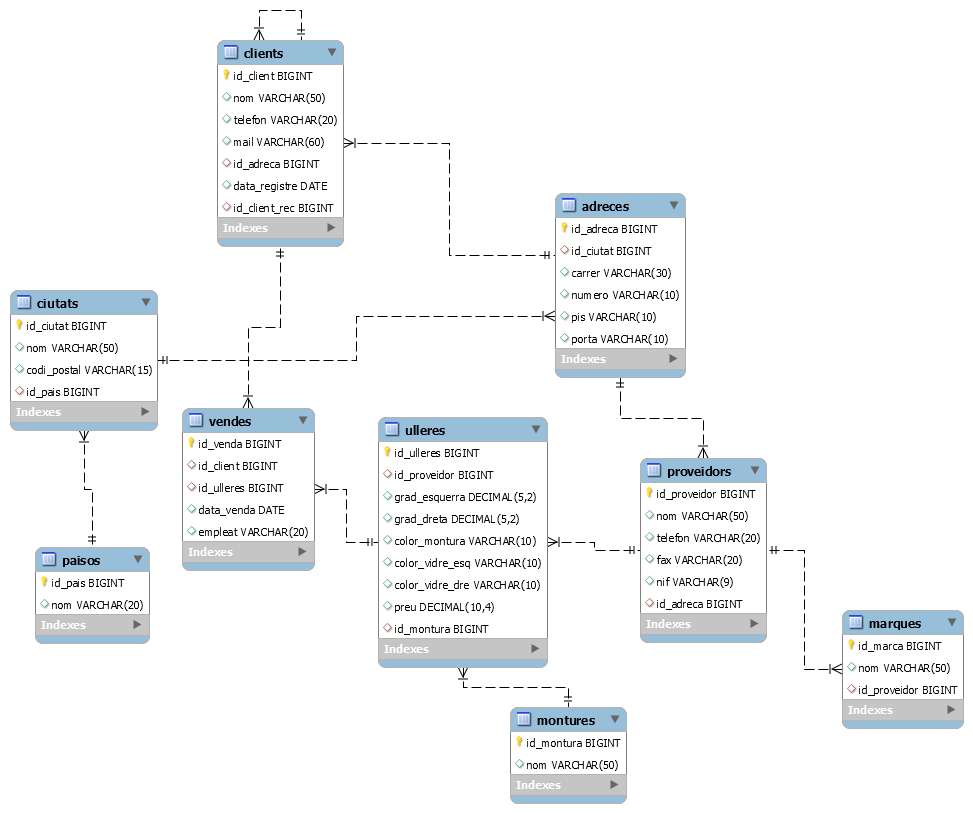 clients
id_client BIGINT
nom VARCHAR(50)
telefon VARCHAR(20)
mail VARCHAR(60)
id_adreca BIGINT
data_registre DATE
id_client_rec BIGINT
Indexes
adreces
id_adreca BIGINT
id_ciutat BIGINT
carrer VARCHAR(30)
numero VARCHAR(10)
pis VARCHAR(10)
porta VARCHAR(10)
Indexes
ciutats
id_ciutat BIGINT
nom VARCHAR(50)
codi_postal VARCHAR(15)
id_pais BIGINT
Indexes
vendes
id_venda BIGINT
id_client BIGINT
id_ulleres BIGINT
data_venda DATE
empleat VARCHAR(20)
Indexes
ulleres
id_ulleres BIGINT
id_proveidor BIGINT
grad_esquerra DECIMAL(5,2)
grad_dreta DECIMAL(5,2)
color_montura VARCHAR(10)
color_vidre_esq VARCHAR(10)
color_vidre_dre VARCHAR(10)
preu DECIMAL(10,4)
id_montura BIGINT
Indexes
proveidors
id_proveidor BIGINT
nom VARCHAR(50)
telefon VARCHAR(20)
fax VARCHAR(20)
nif VARCHAR(9)
id_adreca BIGINT
Indexes
paisos
id_pais BIGINT
nom VARCHAR(20)
Indexes
marques
id_marca BIGINT
nom VARCHAR(50)
id_proveidor BIGINT
Indexes
montures
id_montura BIGINT
nom VARCHAR(50)
Indexes